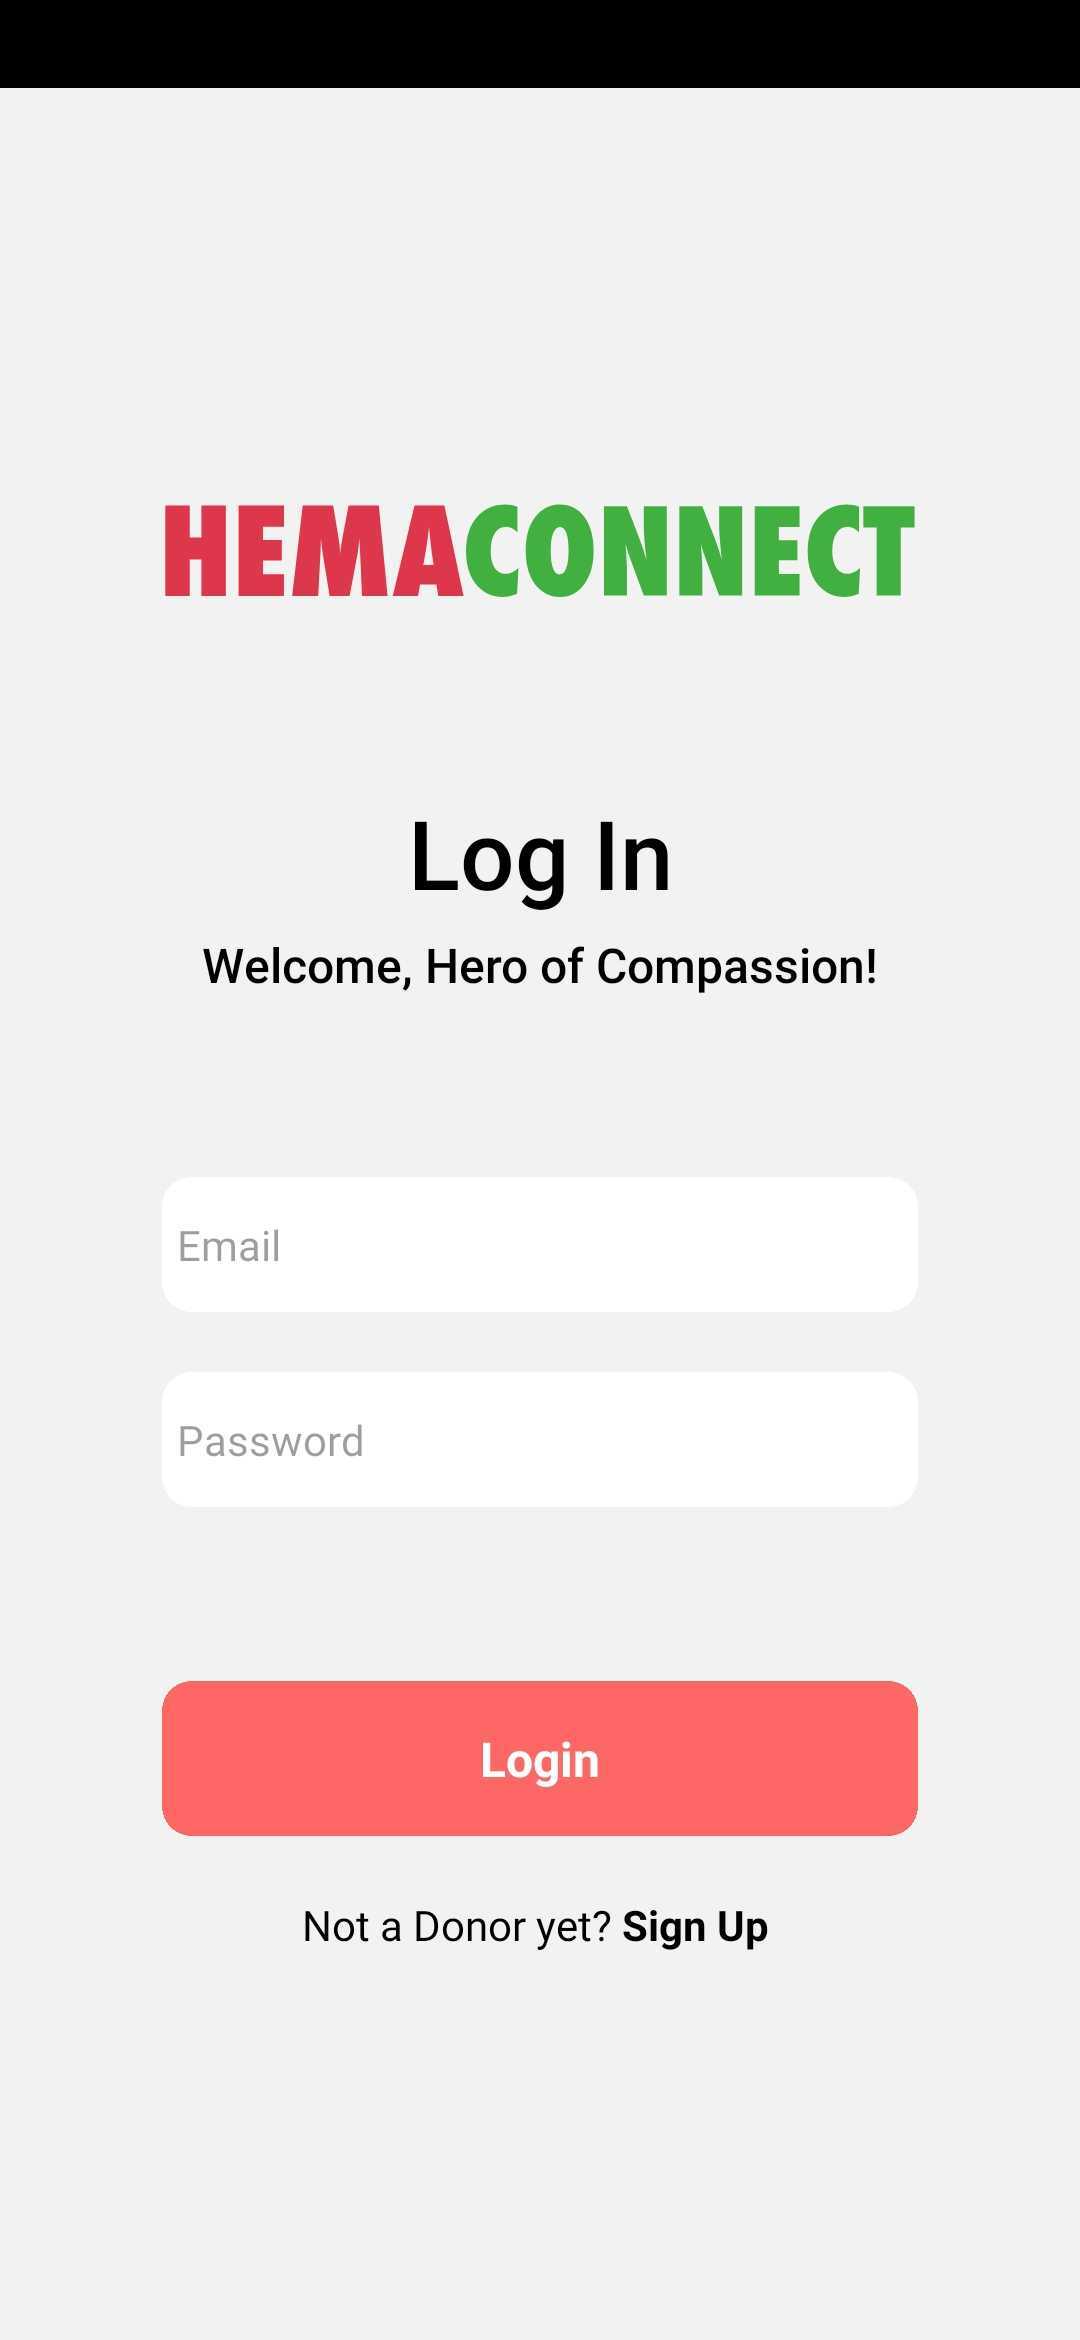 HEMACONNECT
Log In
Welcome, Hero of Compassion!
Email
Password
Login
Not a Donor yet? Sign Up